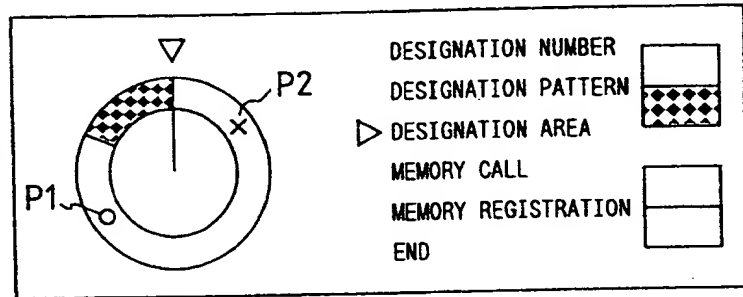 P2
P1
DESIGNATION NUMBER
DESIGNATION PATTERN
DESIGNATION AREA
MEMORY CALL
MEMORY REGISTRATION
END